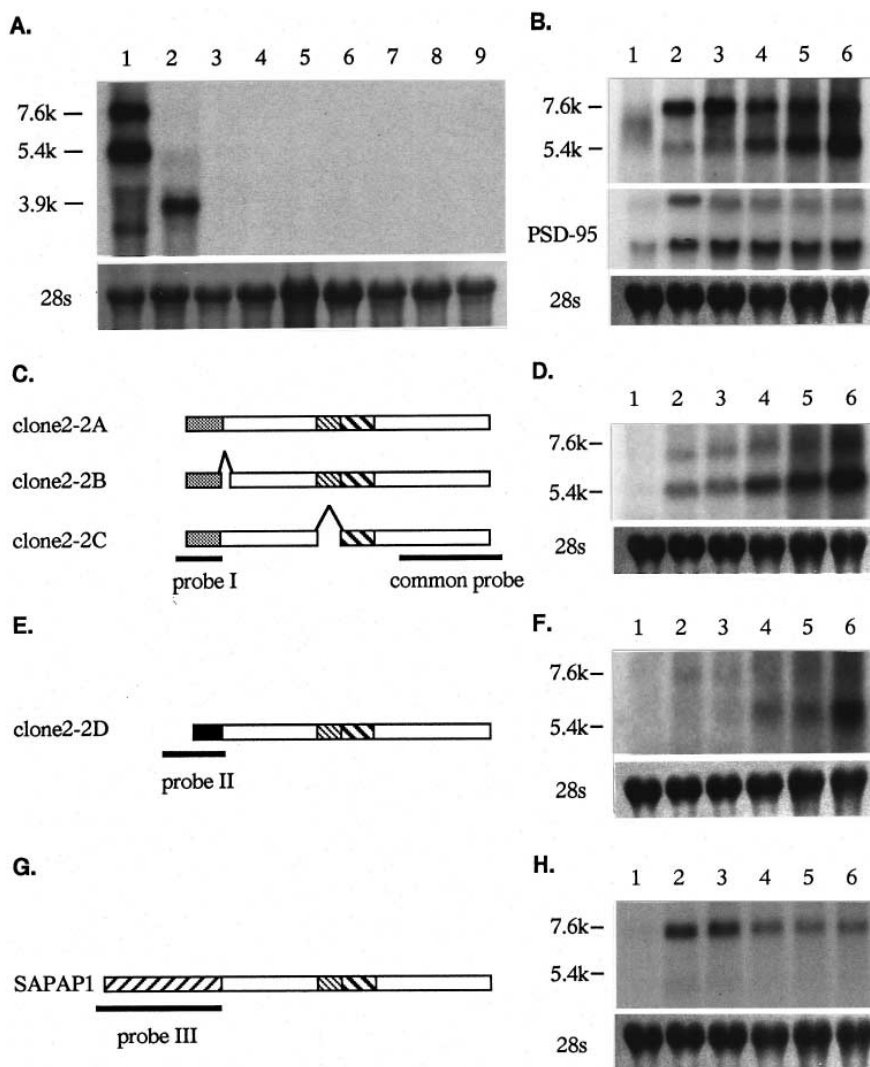 A.
1 2 3 4 5 6 7 8 9
7.6k
5.4k
3.9k
28s
B.
1 2 3 4 5 6
7.6k
5.4k
PSD-95
28s
C.
clone2-2A
clone2-2B
clone2-2C
probe I
common probe
D.
1 2 3 4 5 6
7.6k
5.4k
28s
E.
clone2-2D
probe II
F.
1 2 3 4 5 6
7.6k
5.4k
28s
G.
SAPAP1
probe III
H.
1 2 3 4 5 6
7.6k
5.4k
28s